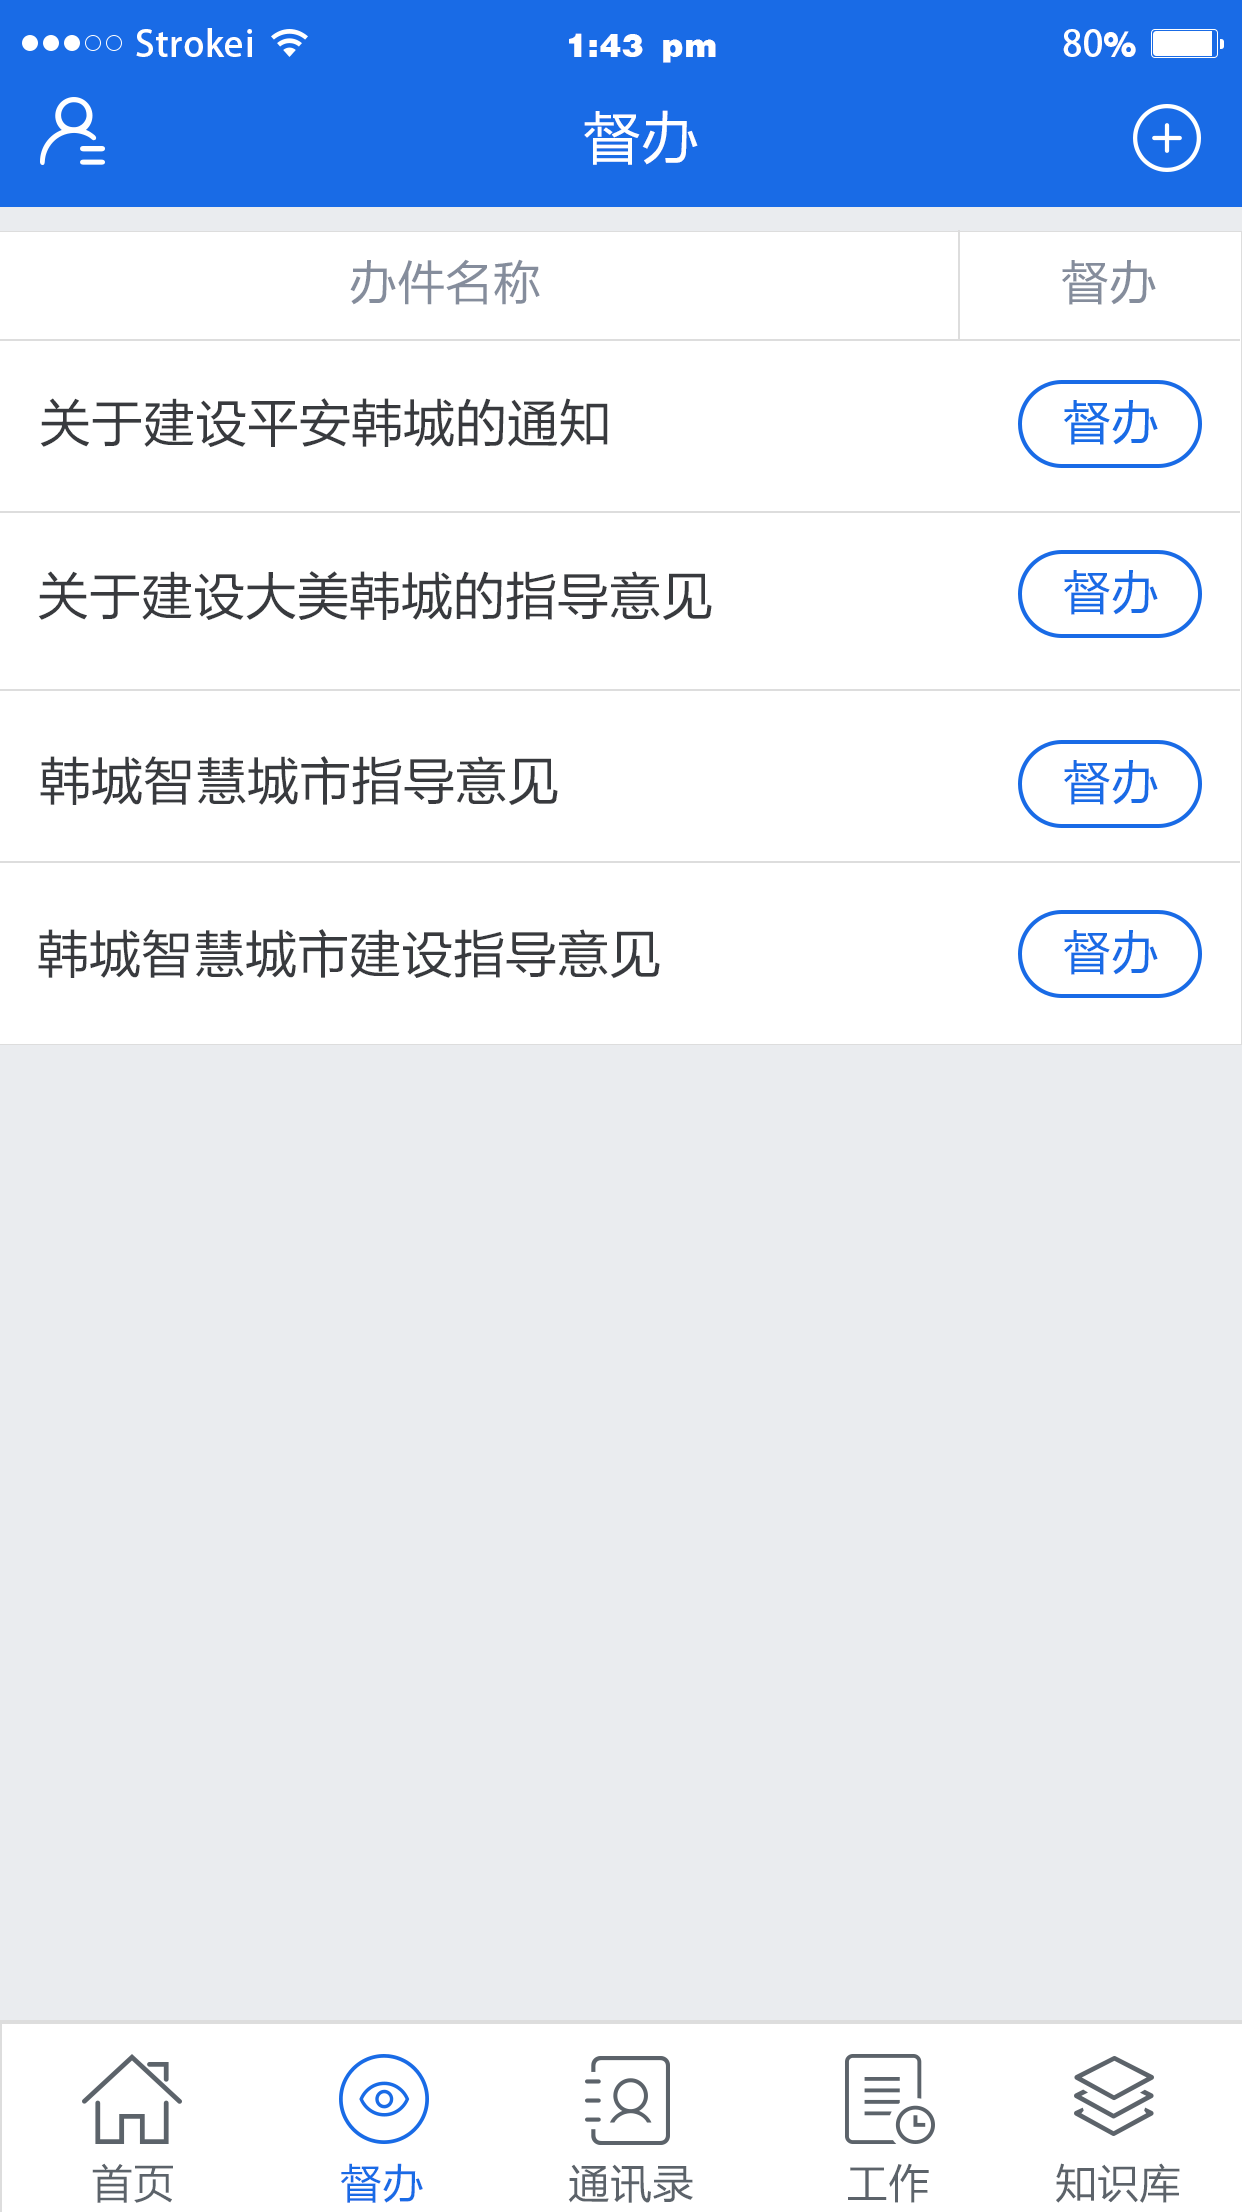 Strokei 1:43 pm 80%
督办
办件名称 督办
关于建设平安韩城的通知 督办
关于建设大美韩城的指导意见 督办
韩城智慧城市指导意见 督办
韩城智慧城市建设指导意见 督办
首页 督办 通讯录 工作 知识库